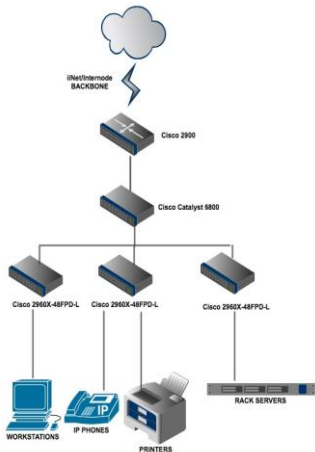 iiNet/Internode
BACKBONE
Cisco 2900
Cisco Catalyst 6800
Cisco 2960X-48FPD-L
Cisco 2960X-48FPD-L
Cisco 2960X-48FPD-L
IP
WORKSTATIONS
IP PHONES
PRINTERS
RACK SERVERS